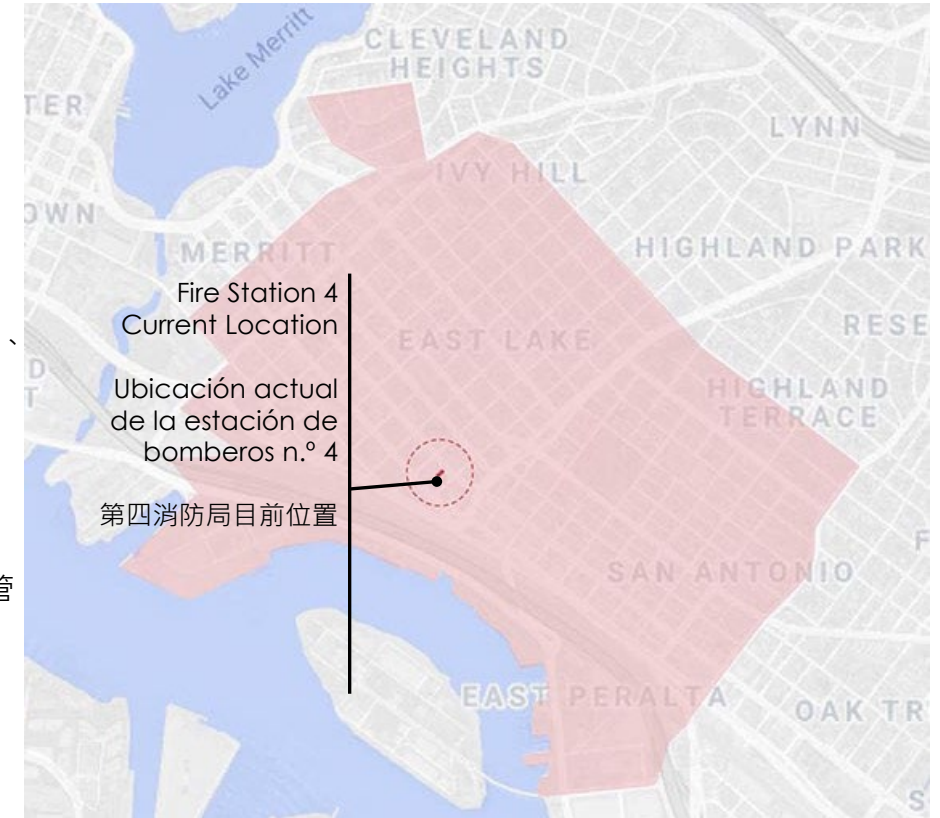 Lake Merritt
CLEVELAND
HEIGHTS
TER
LYNN
IVY HILL
OWN
MERRITT
HIGHLAND PARK
Fire Station 4
Current Location
EAST LAKE
RESE
、
D
T
HIGHLAND
TERRACE
Ubicación actual
de la estación de
bomberos n.º 4
第四消防局目前位置
F
SAN ANTONIO
管
EAST PERALTA
OAK TR
S